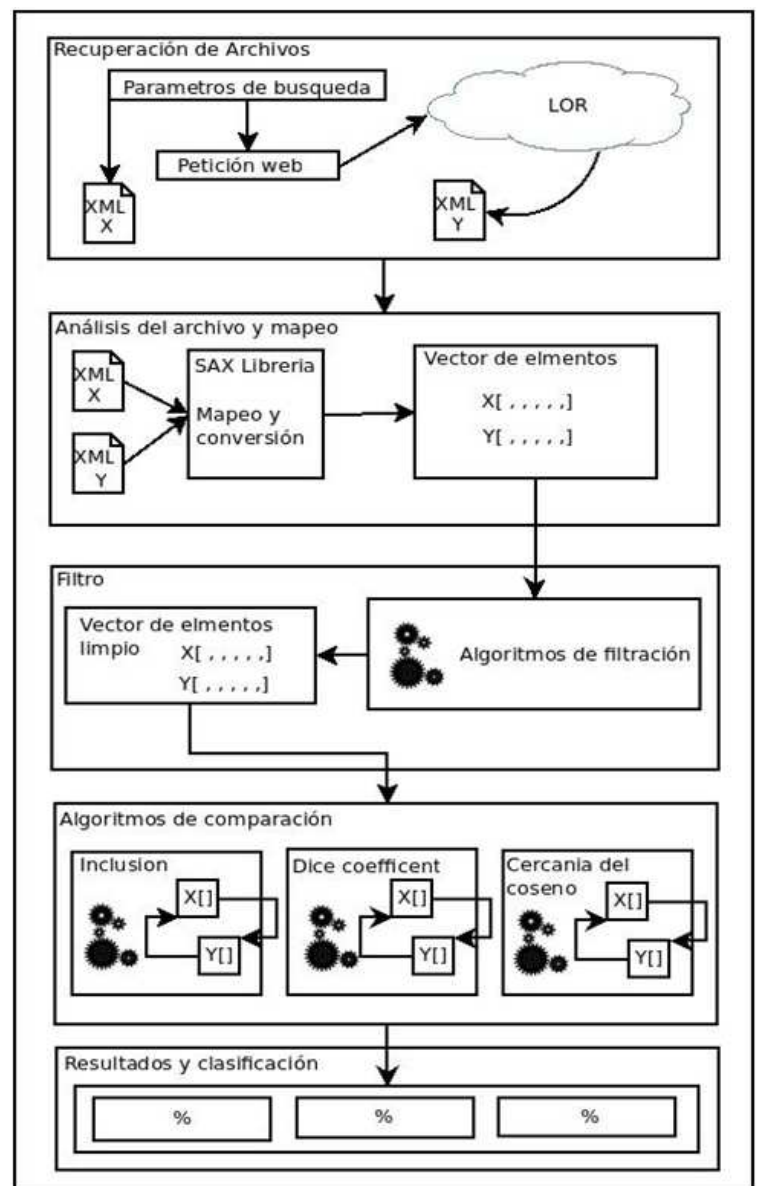 Recuperación de Archivos
Parametros de busqueda
LOR
Petición web
XML
X
XML
Y
Análisis del archivo y mapeo
XML
X
XML
Y
SAX Libreria
Mapeo y
conversión
Vector de elmentos
X[ , , , , ,]
Y[ , , , , ,]
Filtro
Vector de elmentos
limpio X[ , , , , ,]
Y[ , , , , ,]
Algoritmos de filtración
Algoritmos de comparación
Inclusion
X[]
Y[]
Dice coefficent
X[]
Y[]
Cercania del
coseno
X[]
Y[]
Resultados y clasificación
%
%
%